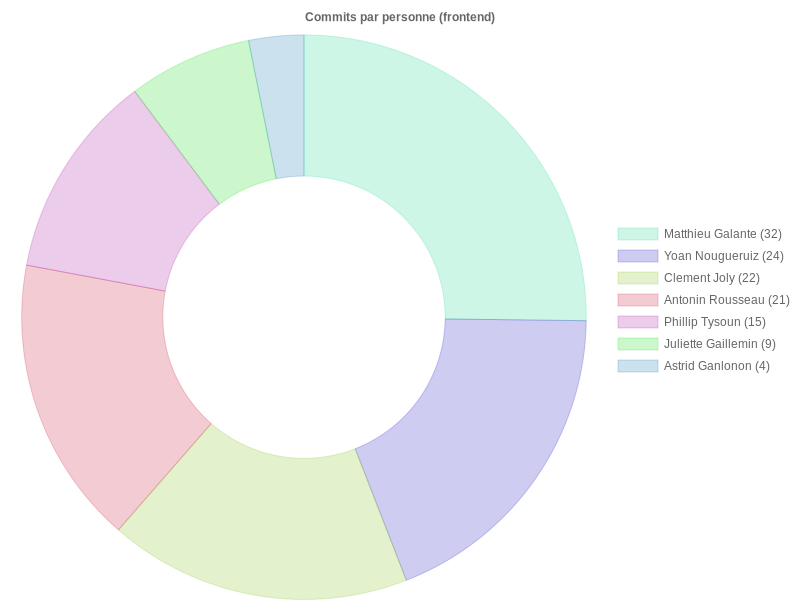 Commits par personne (frontend)
Matthieu Galante (32)
Yoan Nougueruiz (24)
Clement Joly (22)
Antonin Rousseau (21)
Phillip Tysoun (15)
Juliette Gaillemin (9)
Astrid Ganlonon (4)